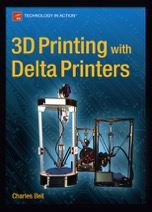 TECHNOLOGY IN ACTION™
3D Printing with
Delta Printers
Charles Bell